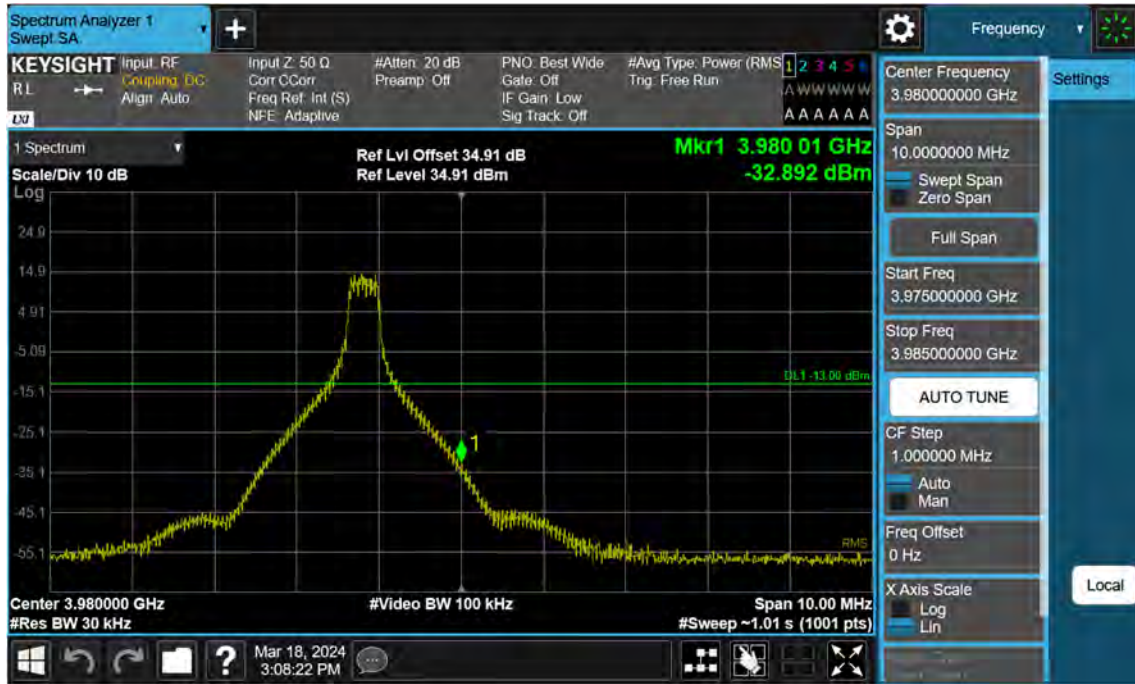 Spectrum Analyzer 1
Swept SA
Frequency
KEYSIGHT
RL
LXI
Input: RF
Coupling: DC
Align: Auto
Input Z: 50 Ω
Corr CCorr
Freq Ref: Int (S)
NFE: Adaptive
#Atten: 20 dB
Preamp: Off
PNO: Best Wide
Gate: Off
IF Gain: Low
Sig Track: Off
#Avg Type: Power (RMS
Trig: Free Run
1 2 3 4 5 6
A W W W W W
A A A A A A
1 Spectrum
Scale/Div 10 dB
Ref Lvl Offset 34.91 dB
Ref Level 34.91 dBm
Mkr1 3.980 01 GHz
-32.892 dBm
Log
24.9
14.9
4.91
-5.09
-15.1
-25.1
-35.1
-45.1
-55.1
DL1 -13.00 dBm
1
RMS
Center 3.980000 GHz
#Res BW 30 kHz
#Video BW 100 kHz
Span 10.00 MHz
#Sweep ~1.01 s (1001 pts)
Center Frequency
3.980000000 GHz
Settings
Span
10.0000000 MHz
Swept Span
Zero Span
Full Span
Start Freq
3.975000000 GHz
Stop Freq
3.985000000 GHz
AUTO TUNE
CF Step
1.000000 MHz
Auto
Man
Freq Offset
0 Hz
X Axis Scale
Log
Lin
Local
?
Mar 18, 2024
3:08:22 PM